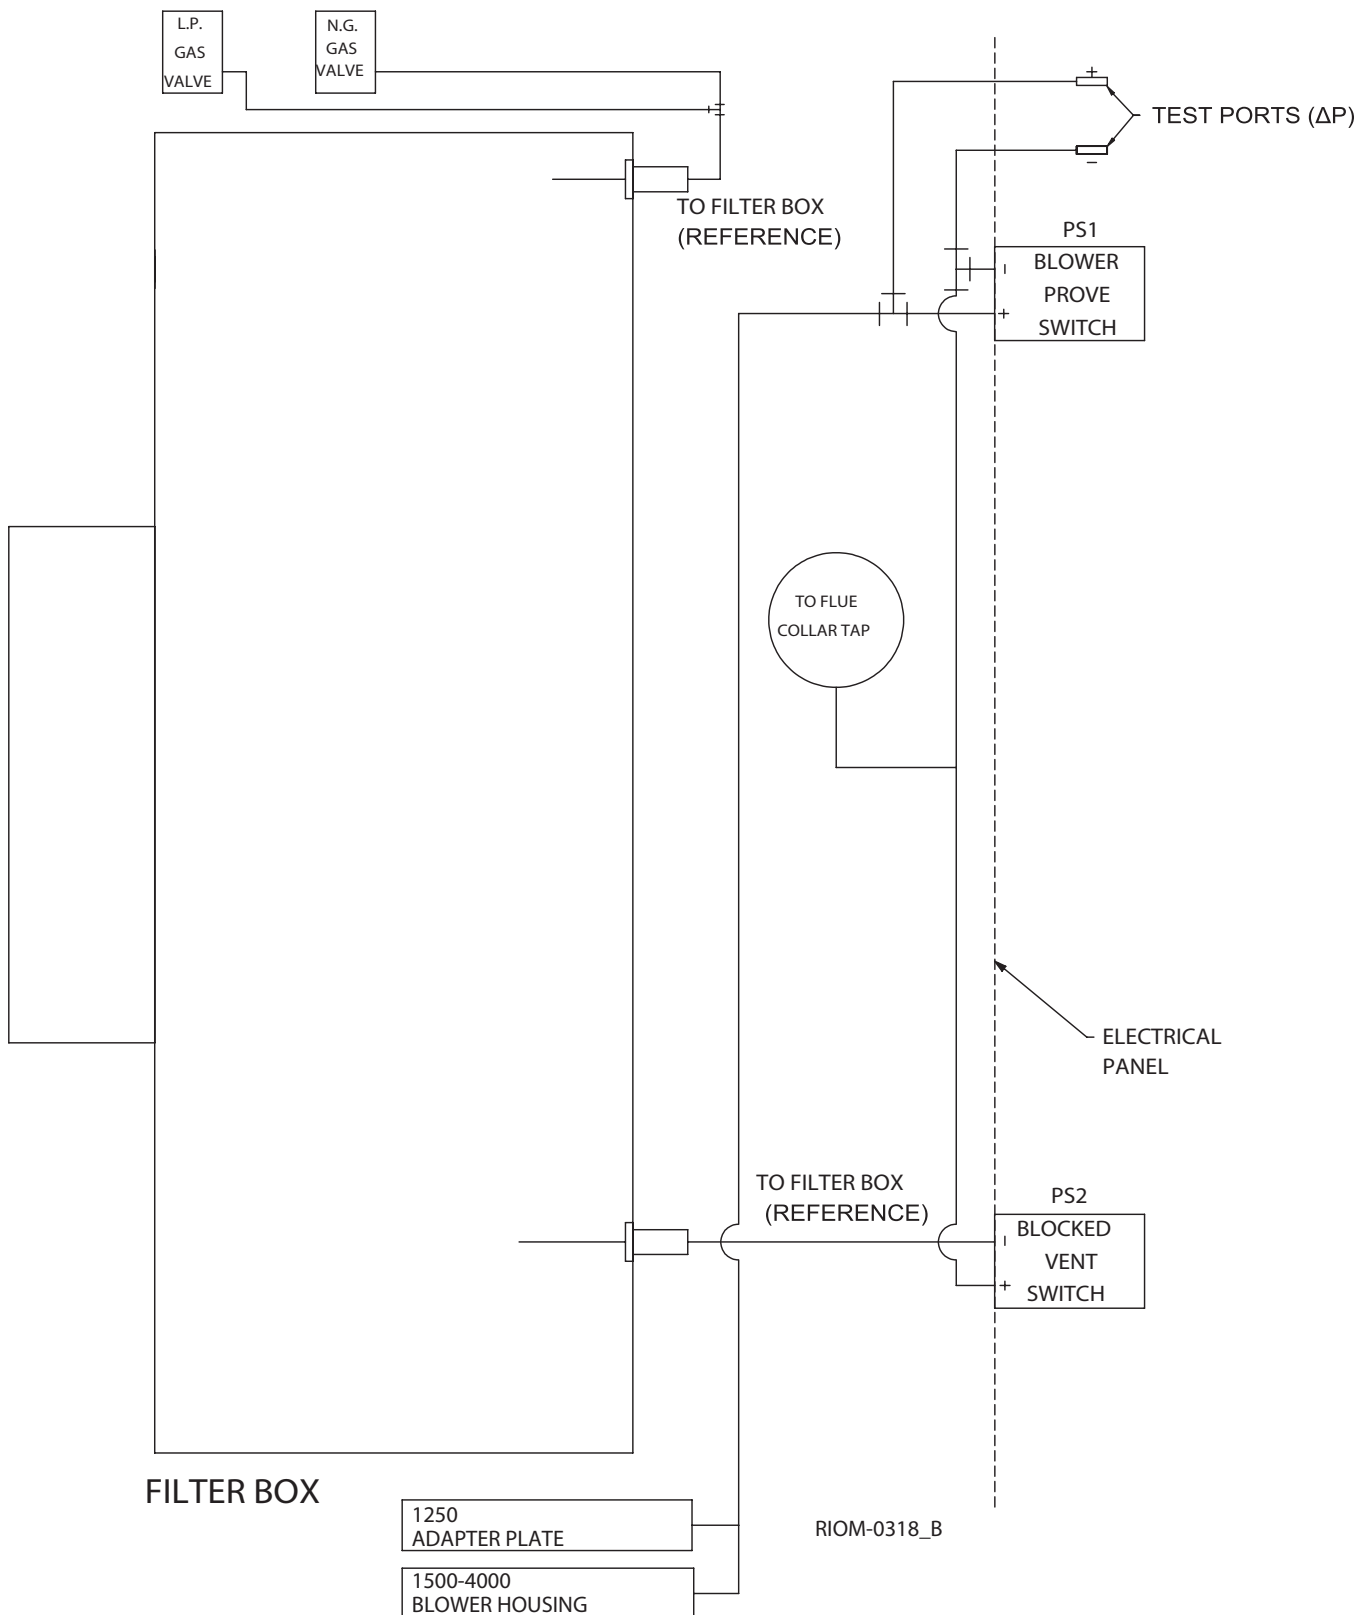 L.P.
GAS
VALVE
N.G.
GAS
VALVE
+
TEST PORTS (ΔP)
–
TO FILTER BOX
(REFERENCE)
PS1
–
BLOWER
PROVE
+
SWITCH
TO FLUE
COLLAR TAP
ELECTRICAL
PANEL
TO FILTER BOX
(REFERENCE)
PS2
–
BLOCKED
VENT
+
SWITCH
FILTER BOX
1250
ADAPTER PLATE
RIOM-0318_B
1500-4000
BLOWER HOUSING